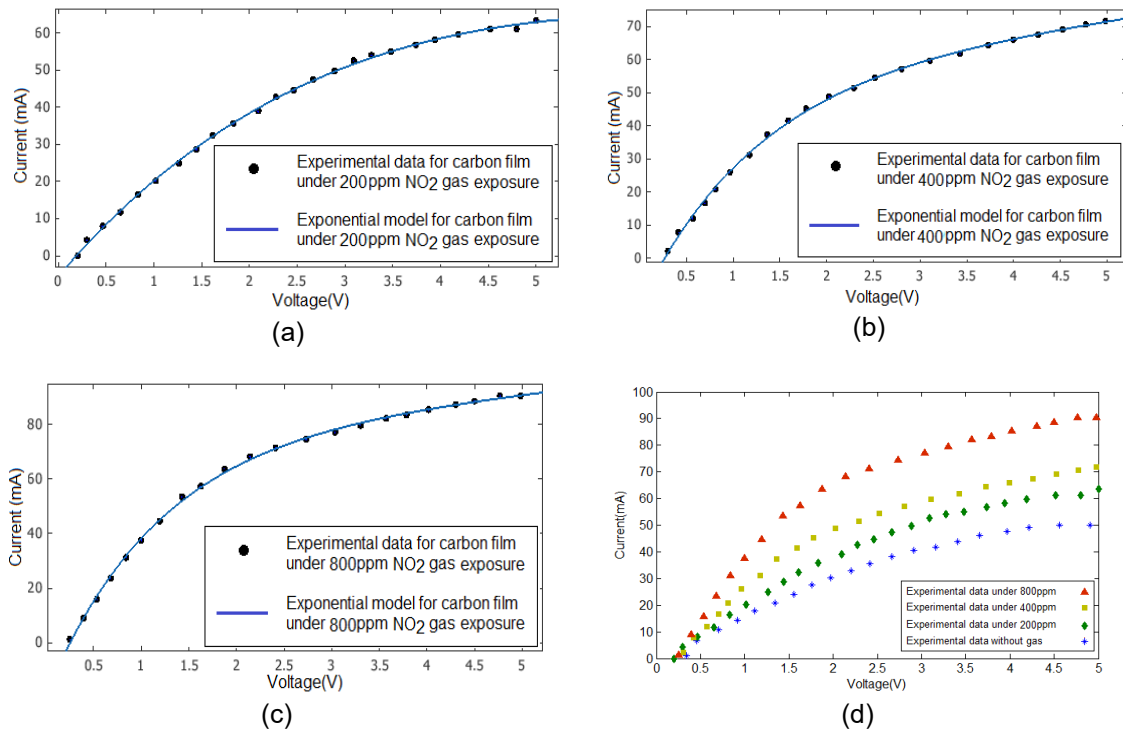 60
50
40
30
20
10
0
Current (mA)
Experimental data for carbon film
under 200ppm NO2 gas exposure
Exponential model for carbon film
under 200ppm NO2 gas exposure
0 0.5 1 1.5 2 2.5 3 3.5 4 4.5 5
Voltage(V)
(a)
70
60
50
40
30
20
10
0
Current (mA)
Experimental data for carbon film
under 400ppm NO2 gas exposure
Exponential model for carbon film
under 400ppm NO2 gas exposure
0.5 1 1.5 2 2.5 3 3.5 4 4.5 5
Voltage(V)
(b)
80
60
40
20
0
Current (mA)
Experimental data for carbon film
under 800ppm NO2 gas exposure
Exponential model for carbon film
under 800ppm NO2 gas exposure
0.5 1 1.5 2 2.5 3 3.5 4 4.5 5
Voltage(V)
(c)
100
90
80
70
60
50
40
30
20
10
0
Current(mA)
Experimental data under 800ppm
Experimental data under 400ppm
Experimental data under 200ppm
Experimental data without gas
0 0.5 1 1.5 2 2.5 3 3.5 4 4.5 5
Voltage(V)
(d)